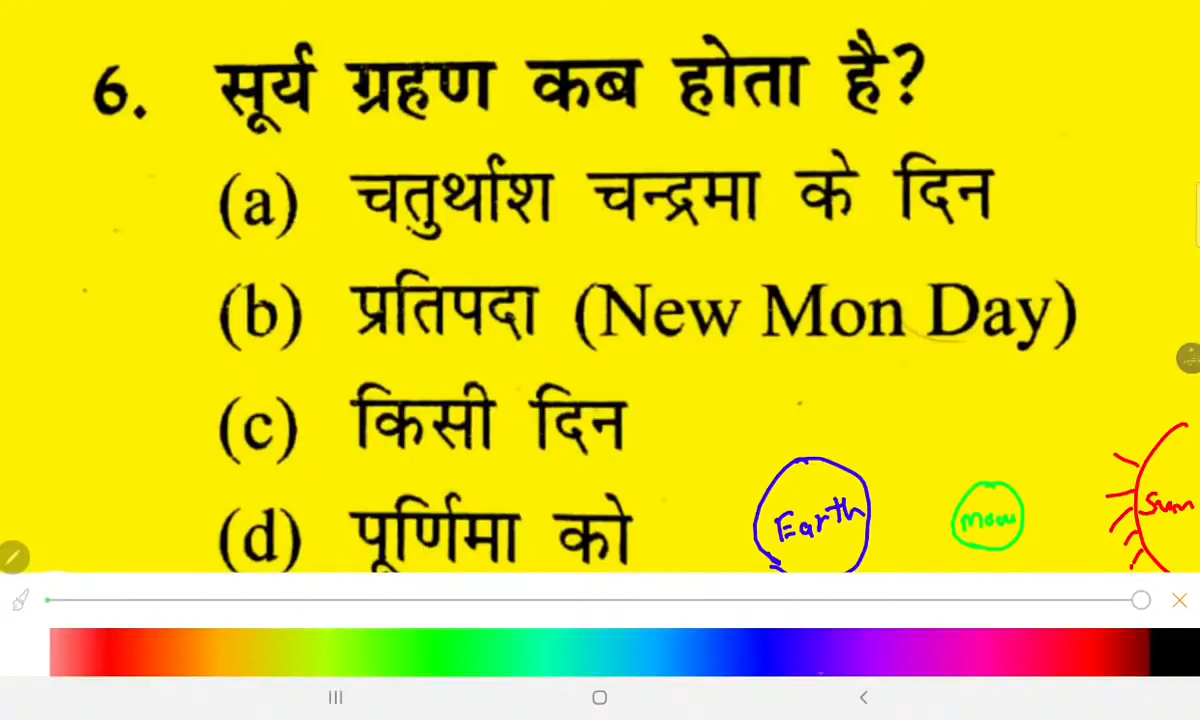 6. सूर्य ग्रहण कब होता है?
(a) चतुर्थांश चन्द्रमा के दिन
(b) प्रतिपदा (New Mon Day)
(c) किसी दिन
(d) पूर्णिमा को
Earth
Moon
Sun